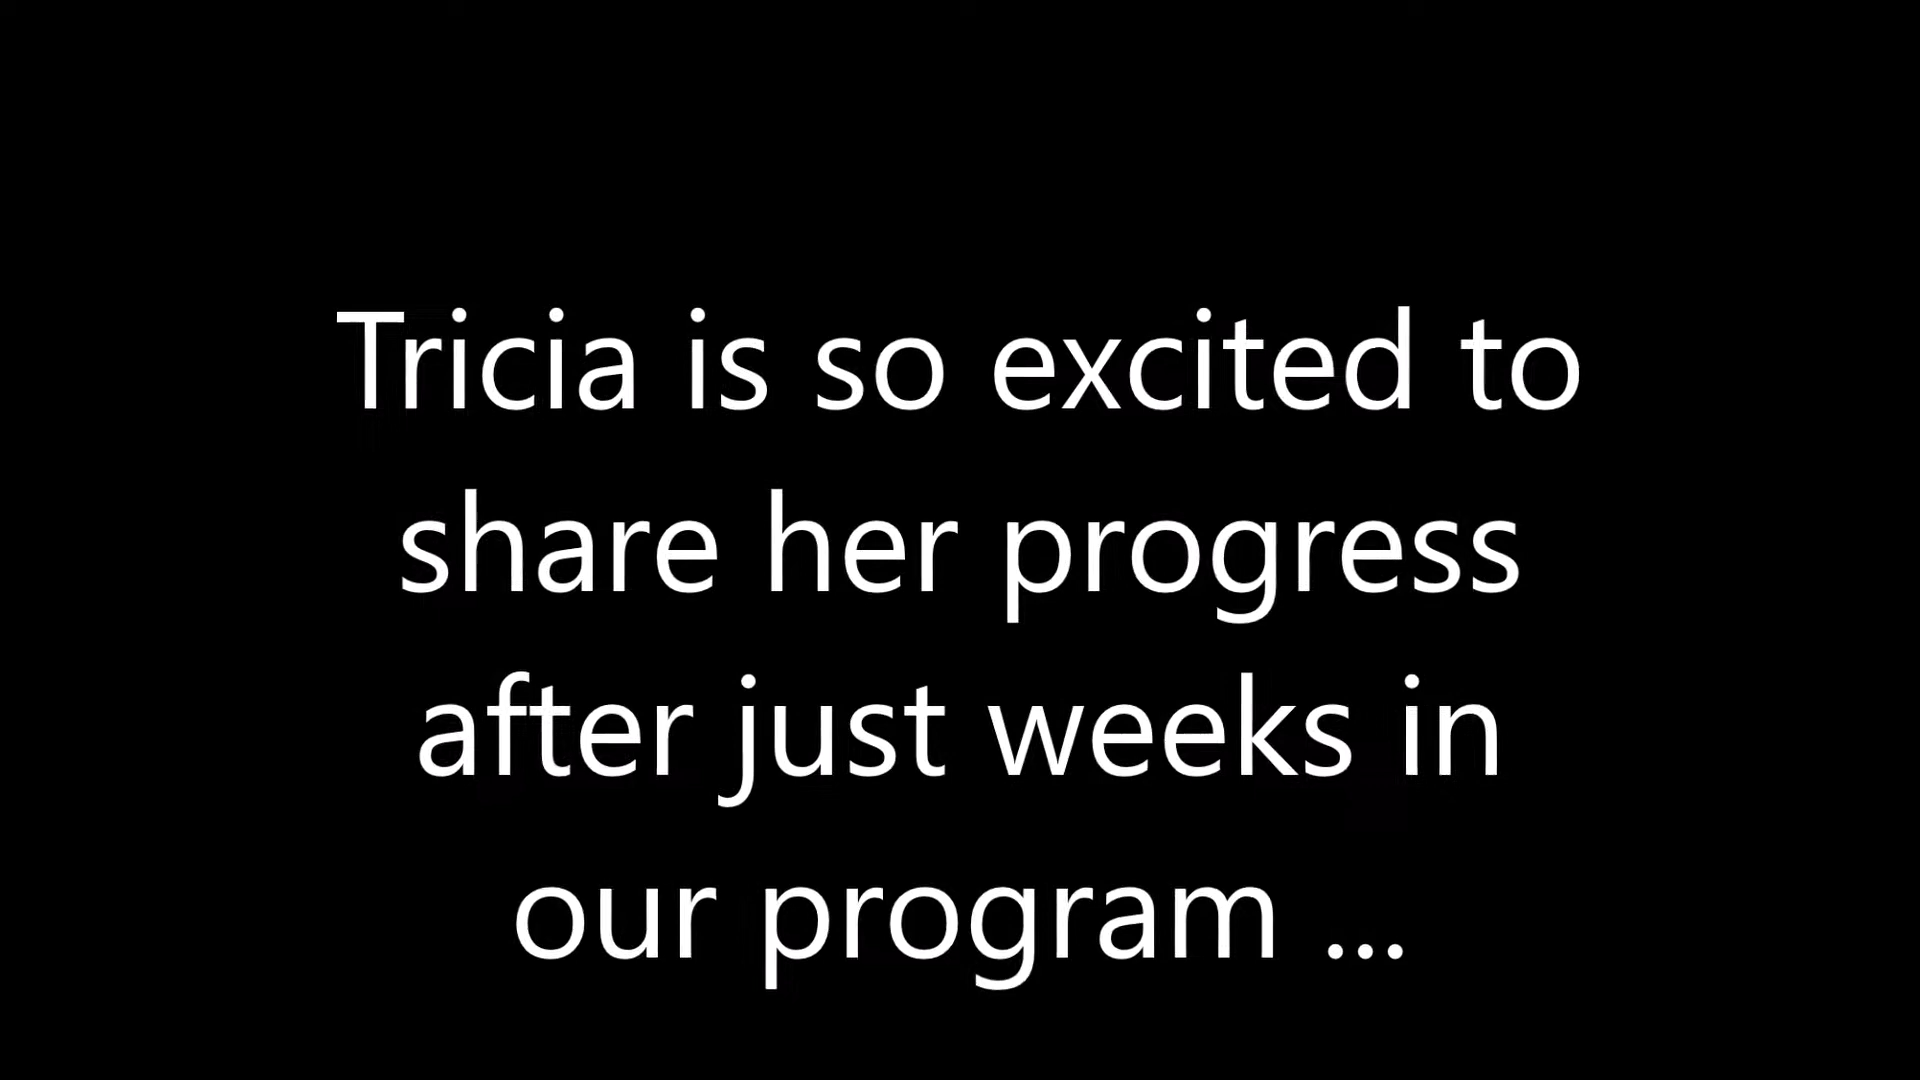 Tricia is so excited to
share her progress
after just weeks in
our program ...